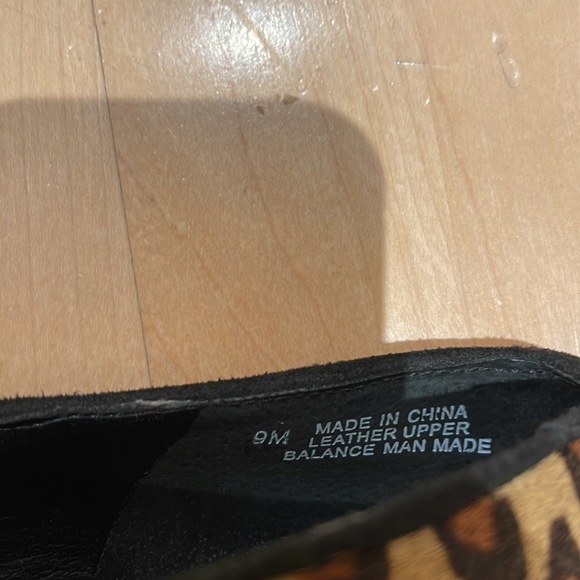 9M
MADE IN CHINA
LEATHER UPPER
BALANCE MAN MADE